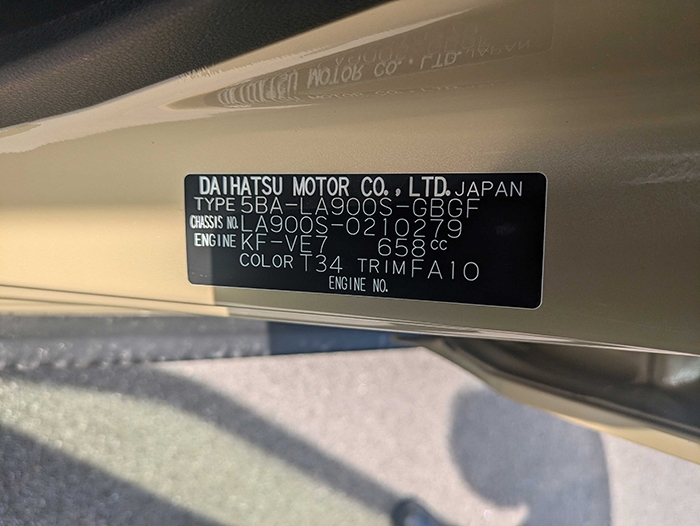 DAIHATSU MOTOR CO.,LTD. JAPAN
TYPE 5BA-LA900S-GBGF
CHASSIS NO. LA900S-0210279
ENGINE KF-VE7 658cc
COLOR T34 TRIM FA10
ENGINE NO.